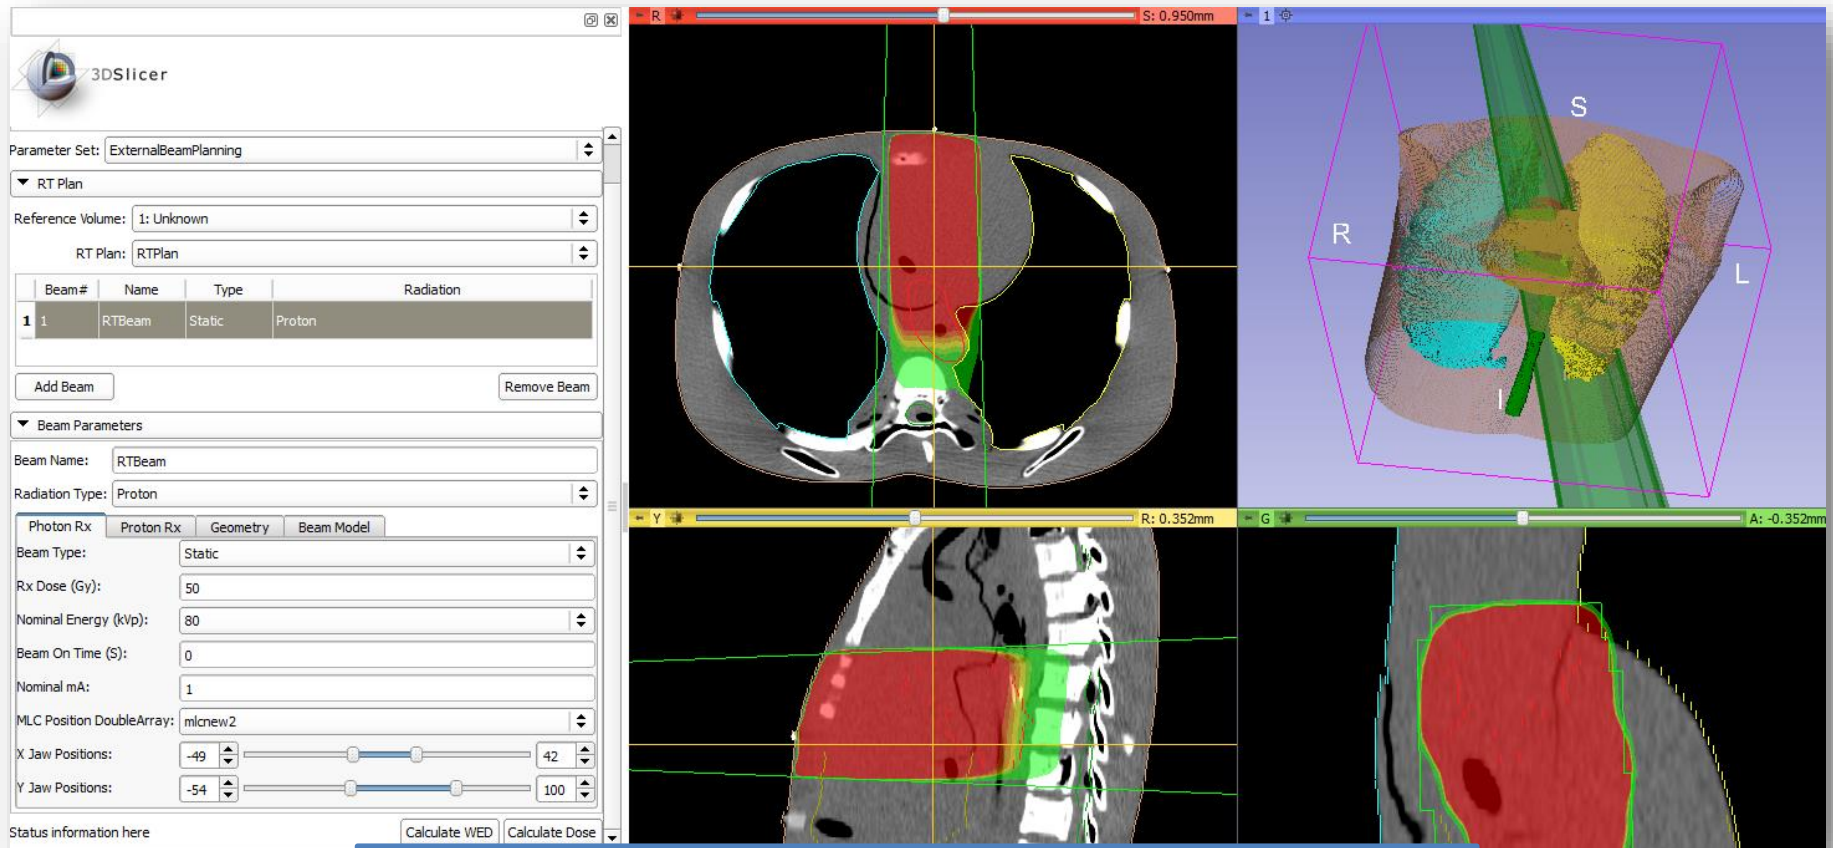 3DSlicer
Parameter Set: ExternalBeamPlanning
RT Plan
Reference Volume: 1: Unknown
RT Plan: RTPlan
Beam# Name Type Radiation
1 1 RTBeam Static Proton
Add Beam Remove Beam
Beam Parameters
Beam Name: RTBeam
Radiation Type: Proton
Photon Rx Proton Rx Geometry Beam Model
Beam Type: Static
Rx Dose (Gy): 50
Nominal Energy (kVp): 80
Beam On Time (S): 0
Nominal mA: 1
MLC Position DoubleArray: mlcnew2
X Jaw Positions: -49 42
Y Jaw Positions: -54 100
Status information here Calculate WED Calculate Dose
R S: 0.950mm
1
S
R
L
I
Y R: 0.352mm
G A: -0.352mm